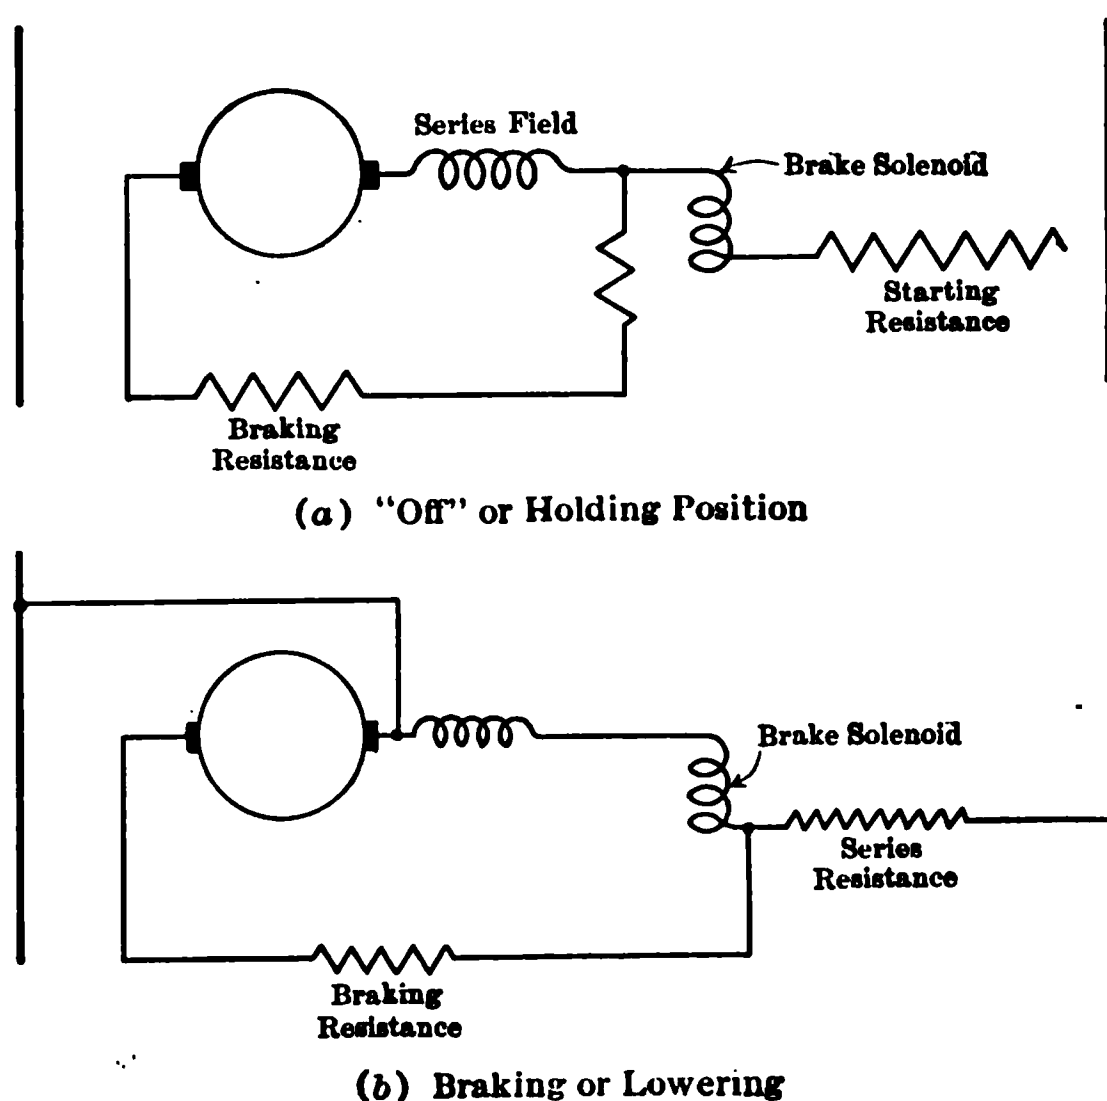 Series Field
Brake Solenoid
Starting
Resistance
Braking
Resistance
(a) "Off" or Holding Position
Brake Solenoid
Series
Resistance
Braking
Resistance
(b) Braking or Lowering